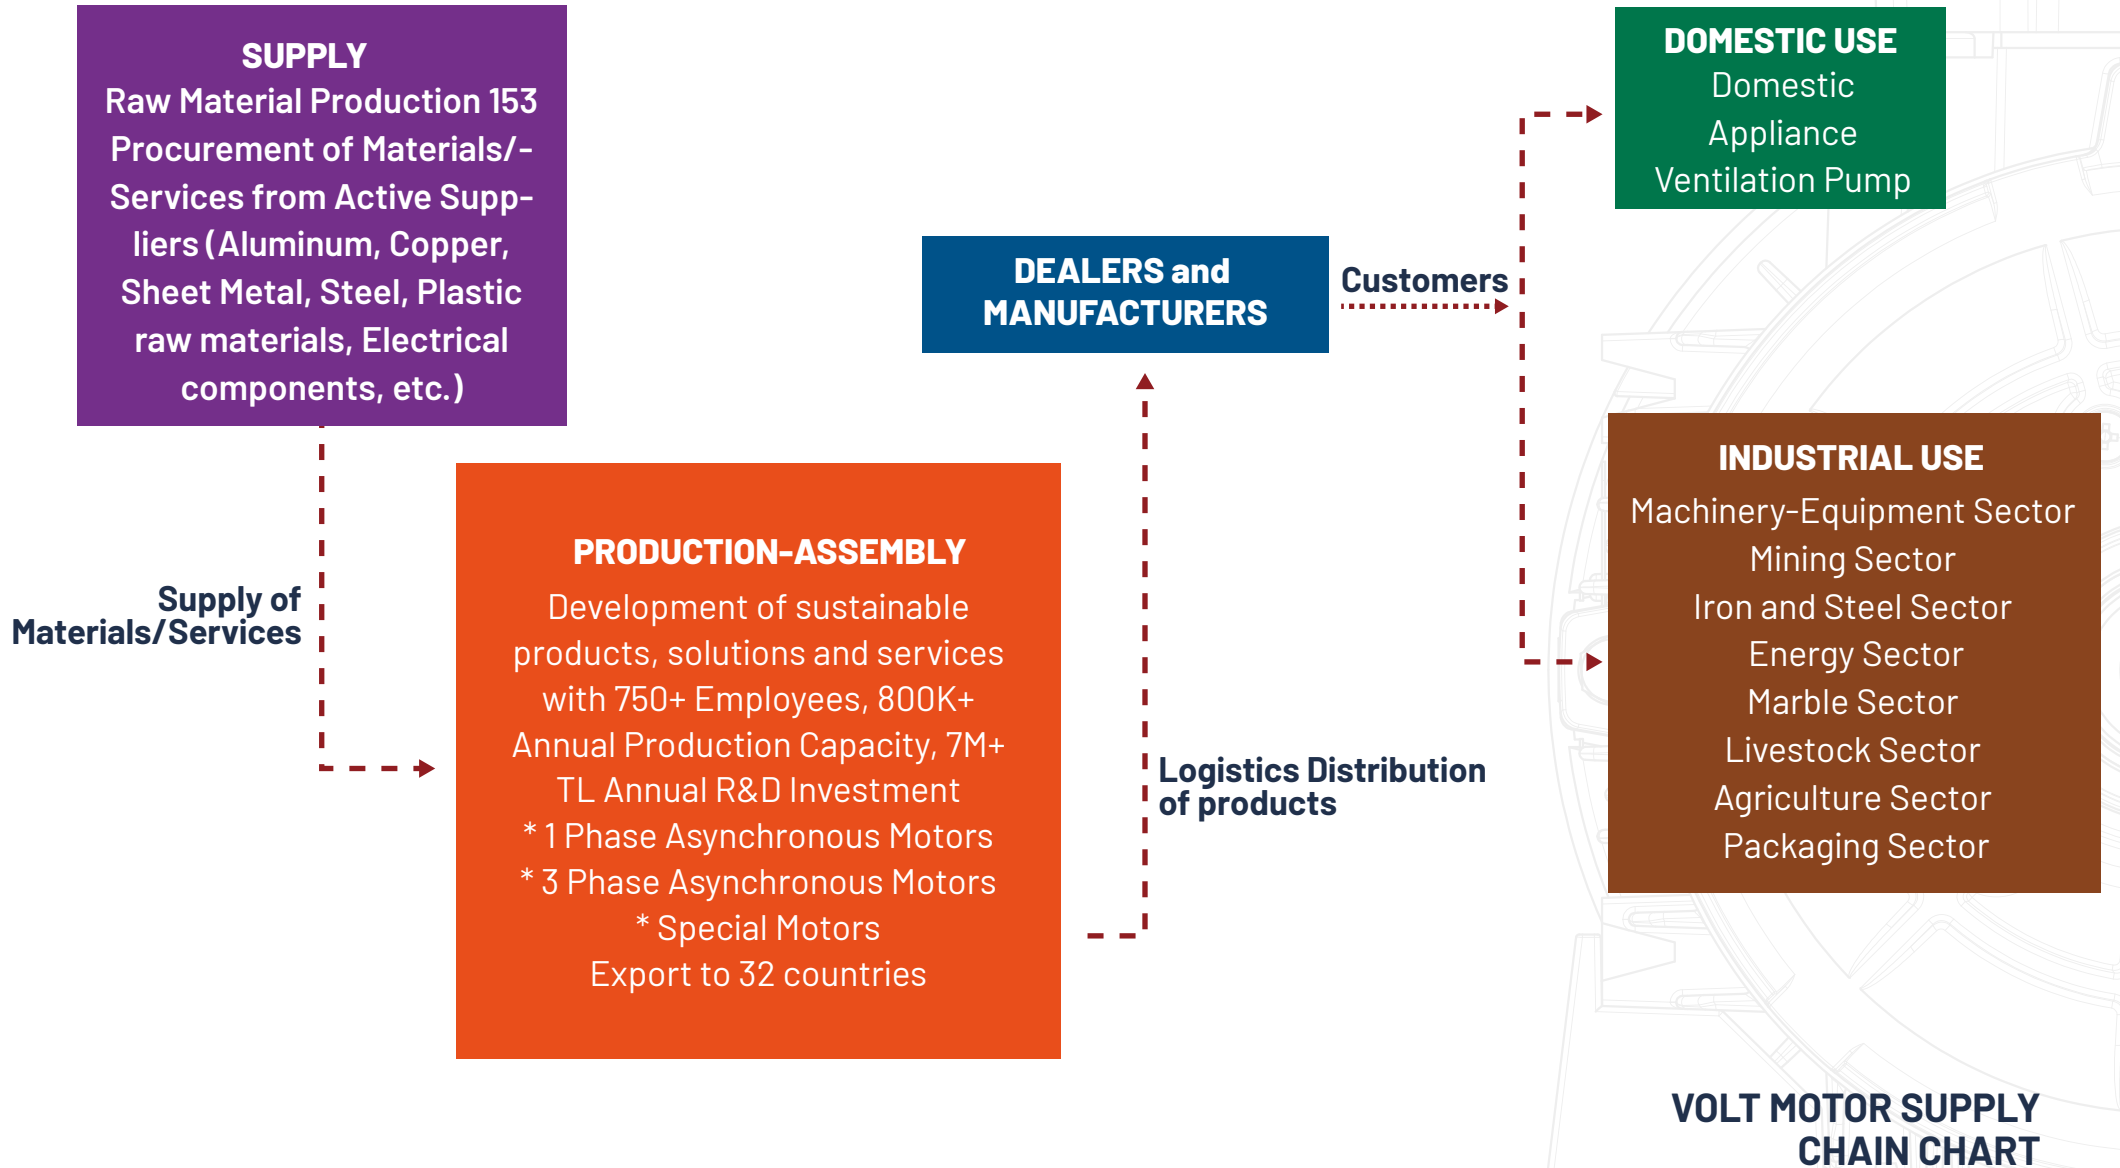 SUPPLY
Raw Material Production 153
Procurement of Materials/-
Services from Active Supp-
liers (Aluminum, Copper,
Sheet Metal, Steel, Plastic
raw materials, Electrical
components, etc.)
Supply of
Materials/Services
PRODUCTION-ASSEMBLY
Development of sustainable
products, solutions and services
with 750+ Employees, 800K+
Annual Production Capacity, 7M+
TL Annual R&D Investment
* 1 Phase Asynchronous Motors
* 3 Phase Asynchronous Motors
* Special Motors
Export to 32 countries
Logistics Distribution
of products
DEALERS and
MANUFACTURERS
Customers
DOMESTIC USE
Domestic
Appliance
Ventilation Pump
INDUSTRIAL USE
Machinery-Equipment Sector
Mining Sector
Iron and Steel Sector
Energy Sector
Marble Sector
Livestock Sector
Agriculture Sector
Packaging Sector
VOLT MOTOR SUPPLY
CHAIN CHART